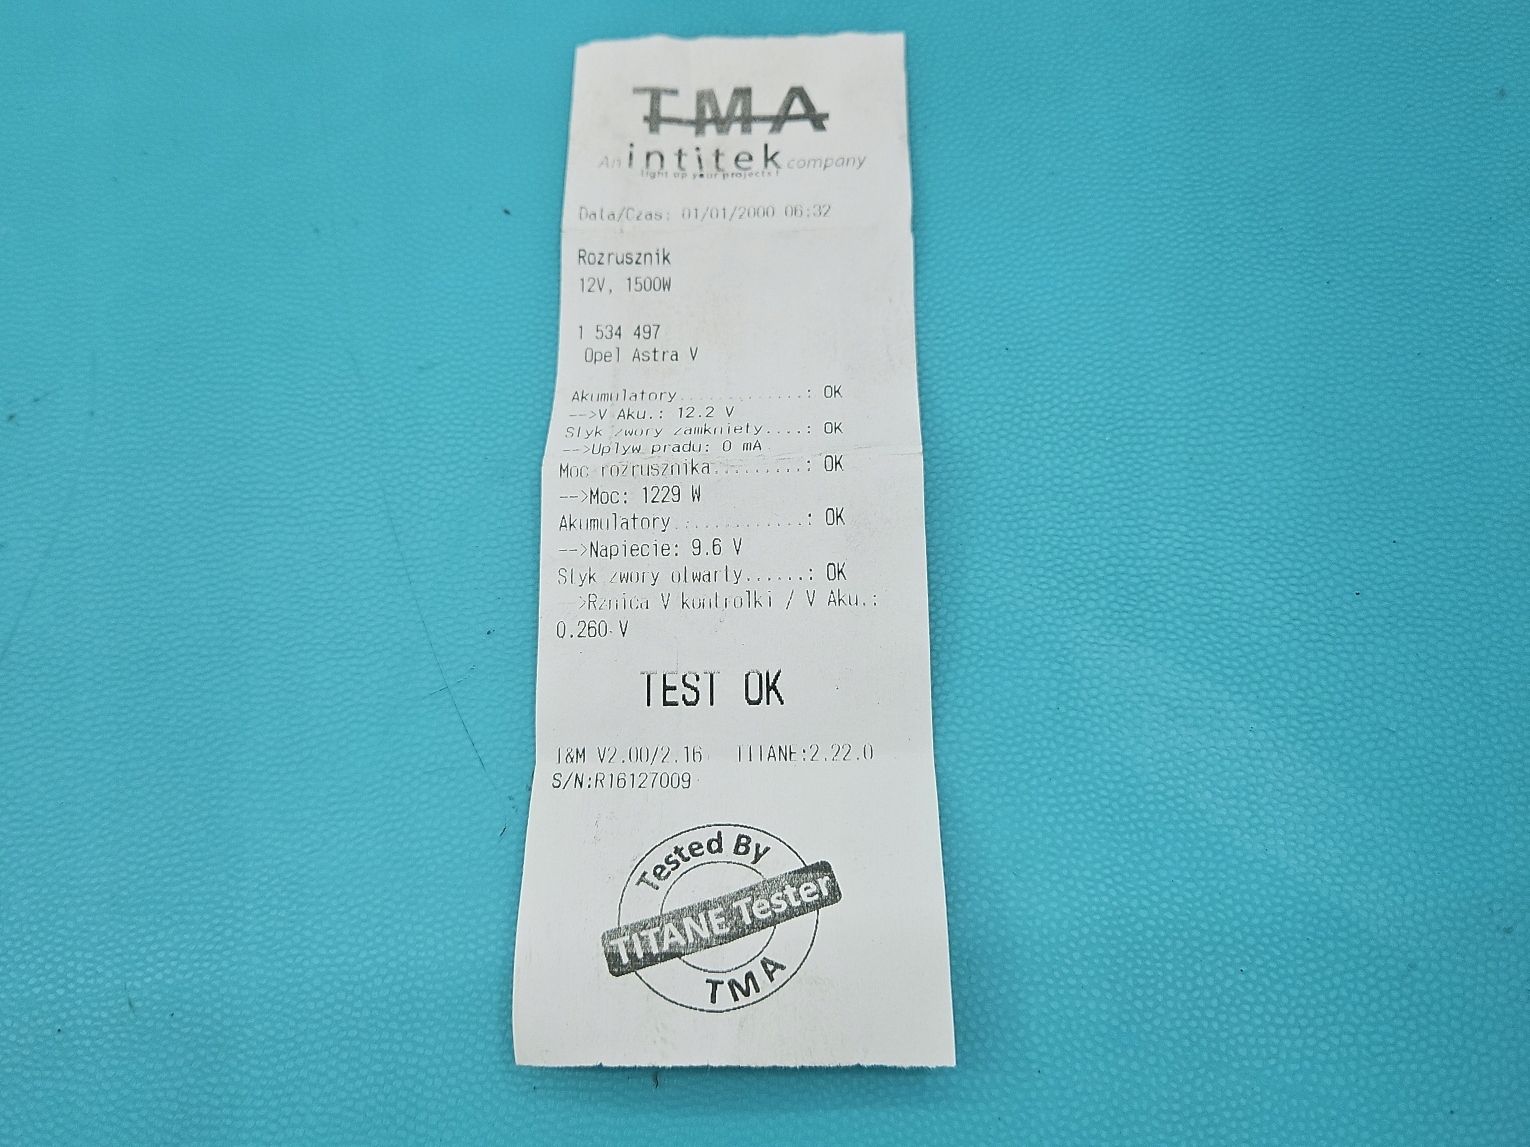 TMA
An intitek company
light up your projects !
Data/Czas: 01/01/2000 06:32
Rozrusznik
12V, 1500W
1 534 497
Opel Astra V
Akumulatory.............: OK
-->V Aku.: 12.2 V
Styk zwory zamkniety....: OK
-->Uplyw pradu: 0 mA
Moc rozrusznika.........: OK
-->Moc: 1229 W
Akumulatory.............: OK
-->Napiecie: 9.6 V
Styk zwory otwarty......: OK
-->Rznica V kontrolki / V Aku.:
0.260 V
TEST OK
T&M V2.00/2.16 TITANE:2.22.0
S/N:R16127009
Tested By
TITANE Tester
TMA